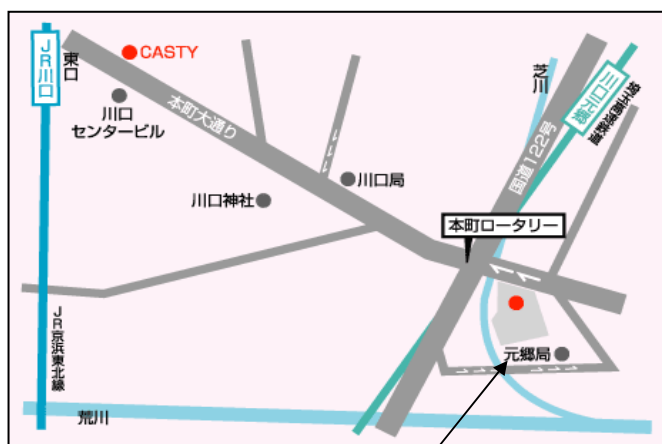 JR川口
東口
CASTY
川口
センタービル
本町大通り
川口神社
川口局
芝川
国道122号
川口元郷
埼玉高速鉄道
本町ロータリー
元郷局
JR京浜東北線
荒川